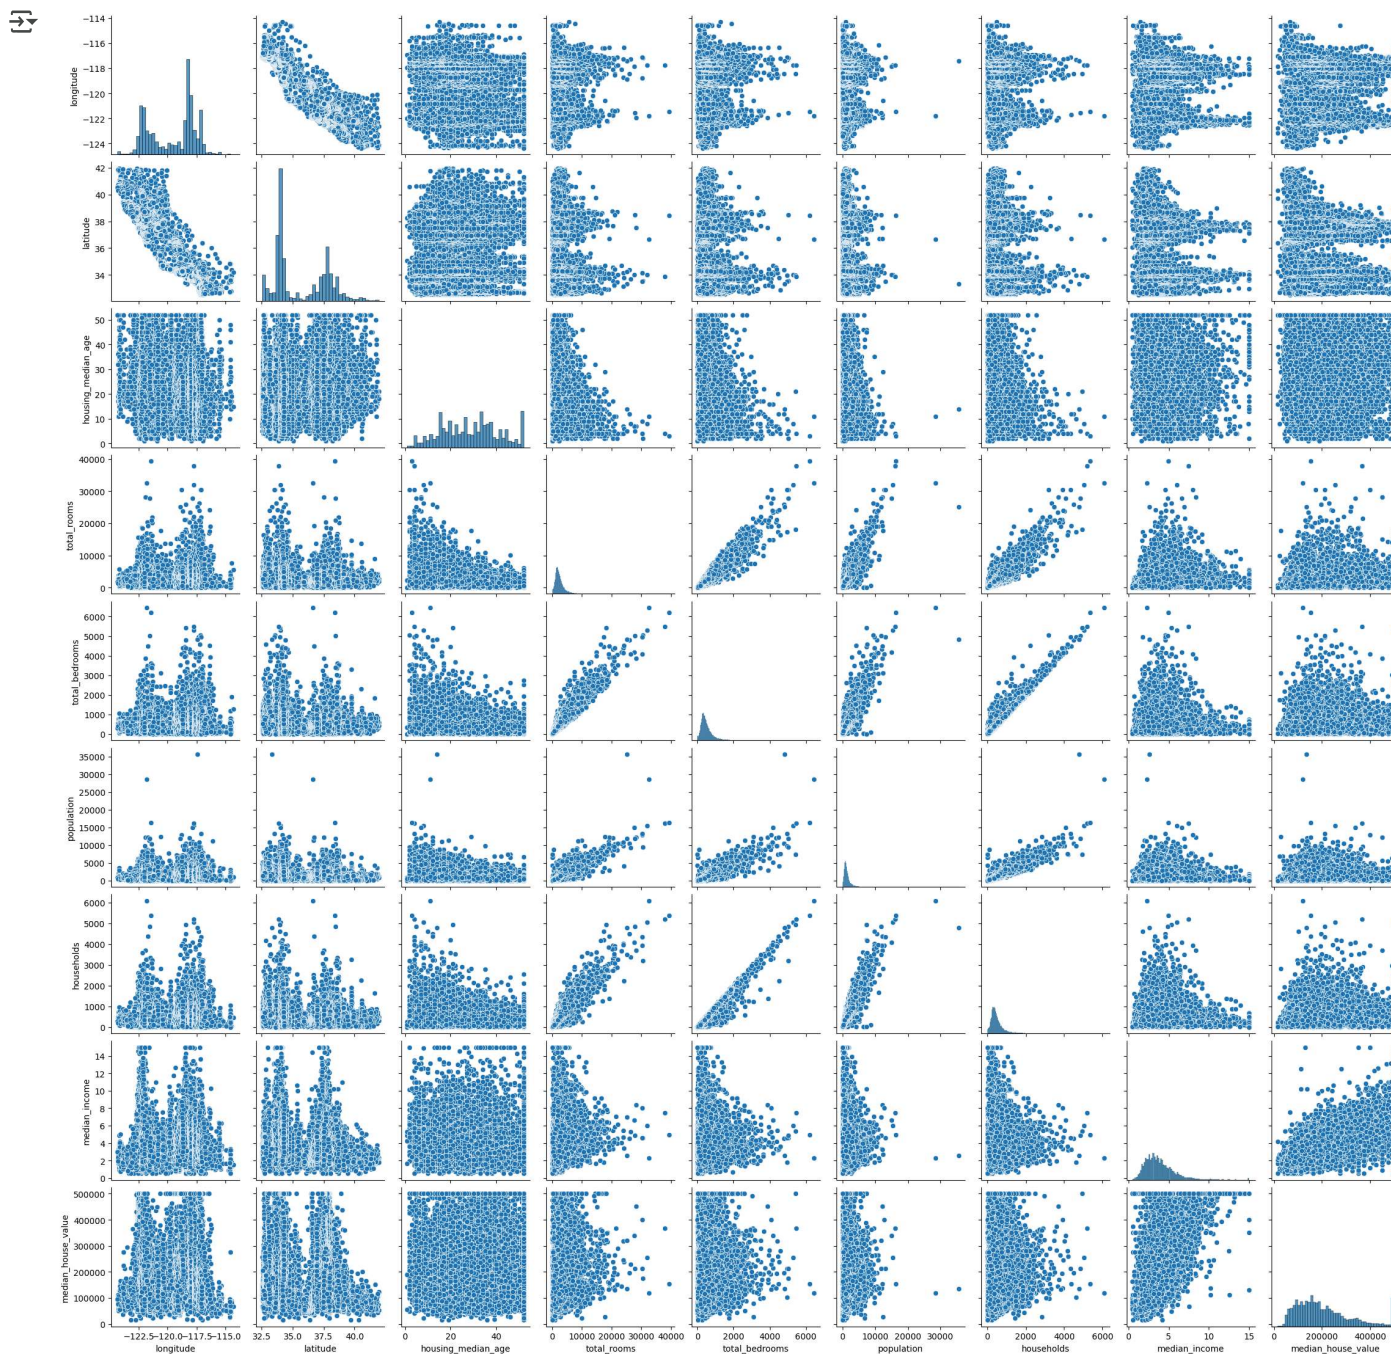 −114
−116
−118
−120
−122
−124
longitude
42
40
38
36
34
latitude
50
40
30
20
10
0
housing_median_age
40000
30000
20000
10000
0
total_rooms
6000
5000
4000
3000
2000
1000
0
total_bedrooms
35000
30000
25000
20000
15000
10000
5000
0
population
6000
5000
4000
3000
2000
1000
0
households
14
12
10
8
6
4
2
0
median_income
500000
400000
300000
200000
100000
0
median_house_value
−122.5 −120.0 −117.5 −115.0
longitude
32.5 35.0 37.5 40.0
latitude
0 20 40
housing_median_age
0 10000 20000 30000 40000
total_rooms
0 2000 4000 6000
total_bedrooms
0 10000 20000 30000
population
0 2000 4000 6000
households
0 5 10 15
median_income
0 200000 400000
median_house_value